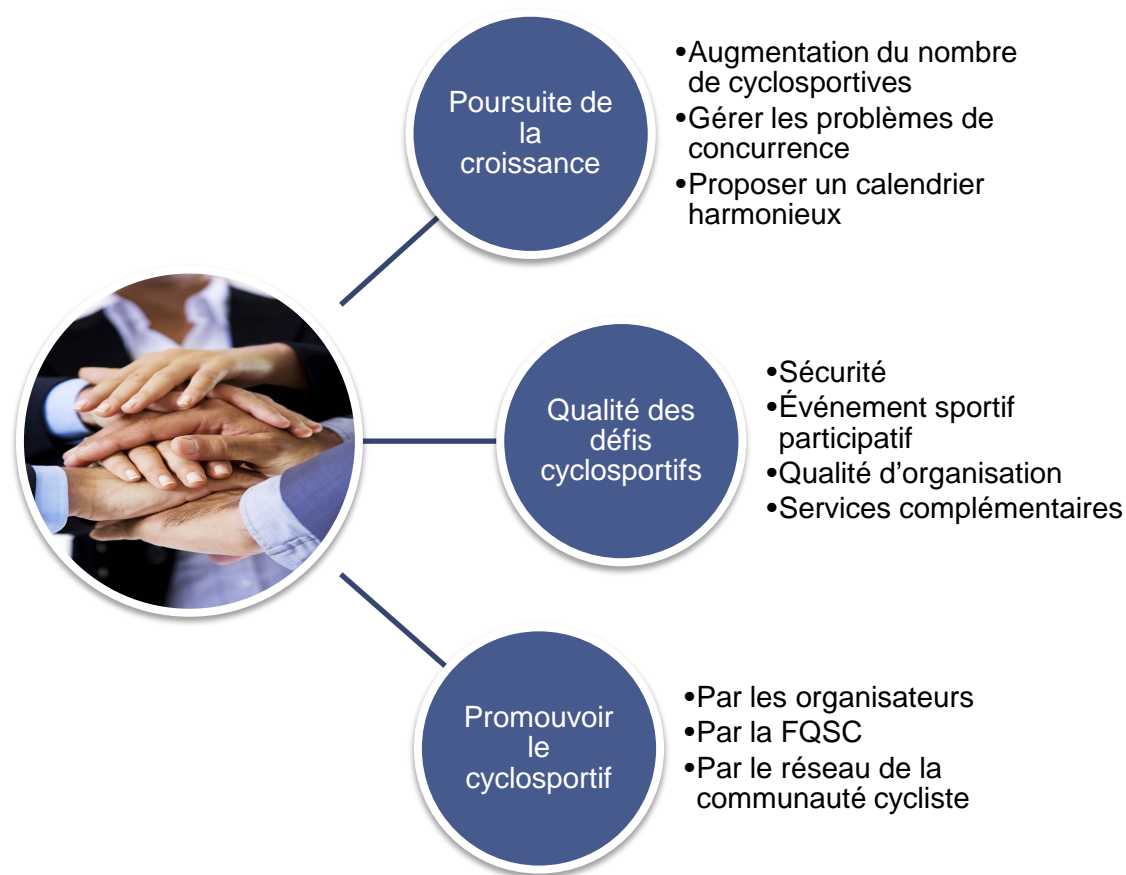 Poursuite de
la
croissance
•Augmentation du nombre
de cyclosportives
•Gérer les problèmes de
concurrence
•Proposer un calendrier
harmonieux
Qualité des
défis
cyclosportifs
•Sécurité
•Événement sportif
participatif
•Qualité d’organisation
•Services complémentaires
Promouvoir
le
cyclosportif
•Par les organisateurs
•Par la FQSC
•Par le réseau de la
communauté cycliste